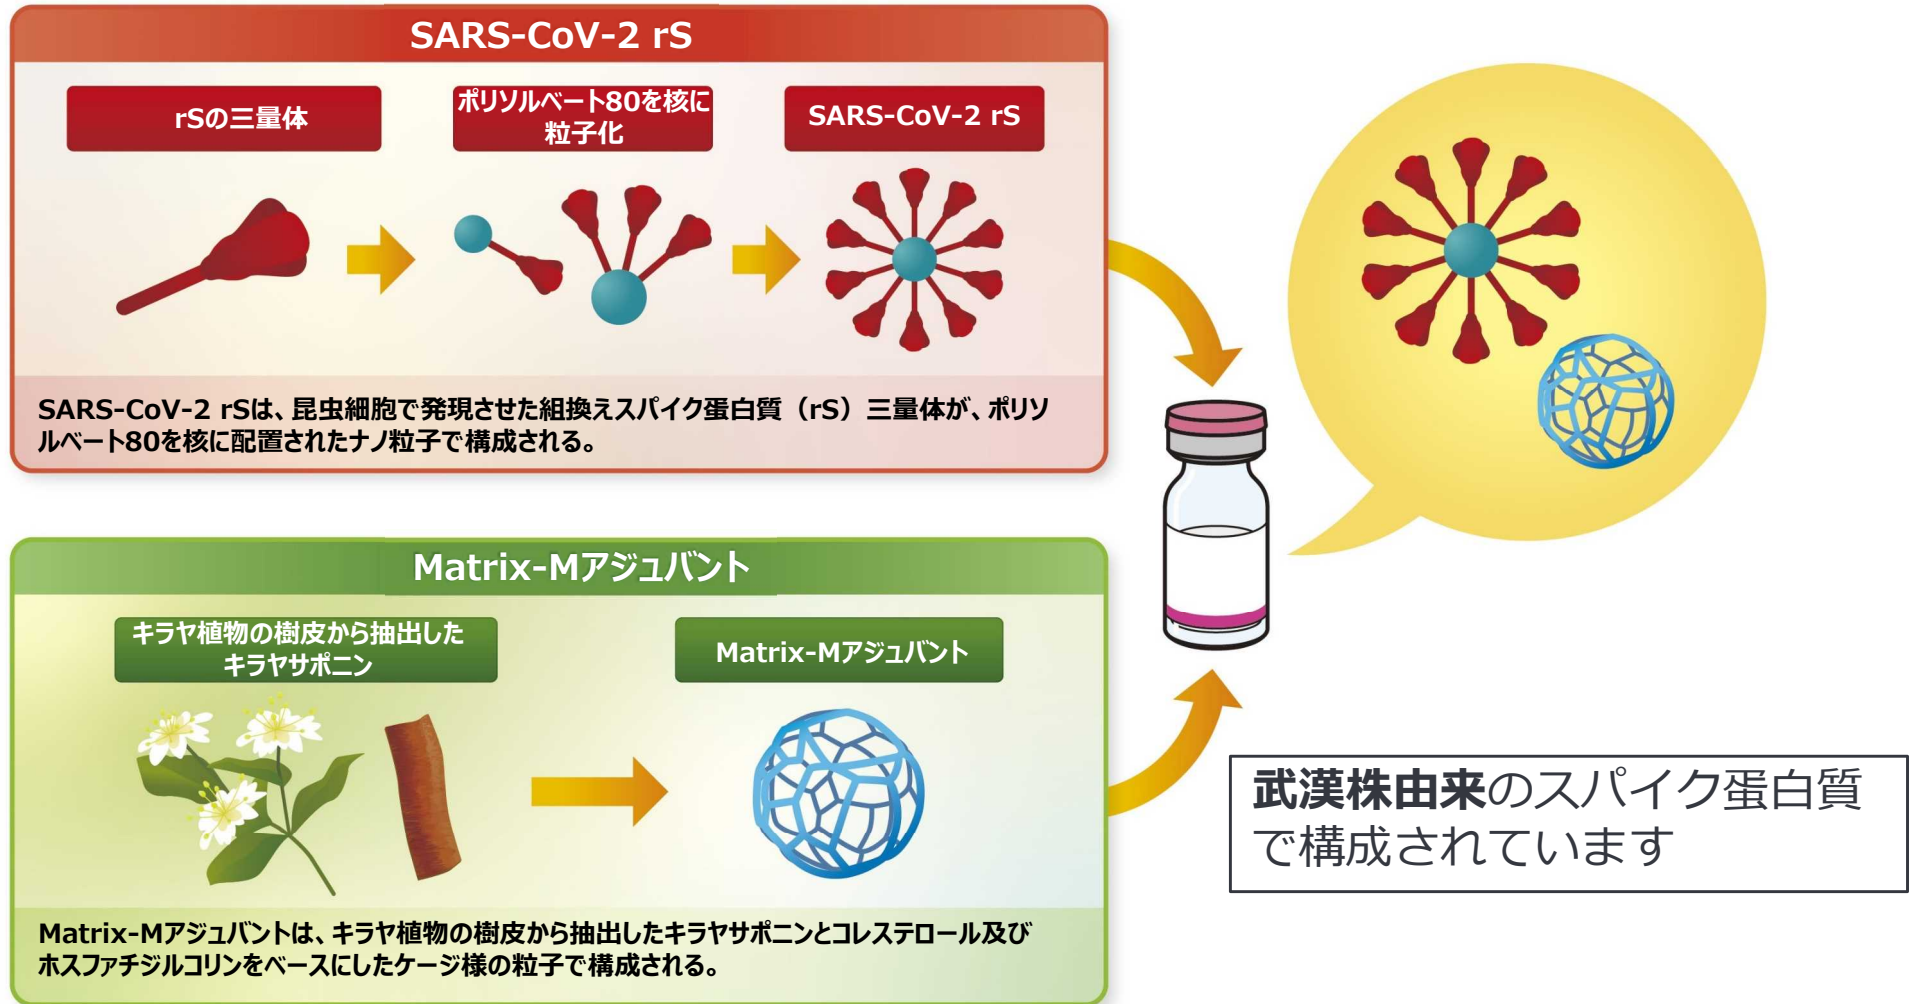 SARS-CoV-2 rS
rSの三量体
ポリソルベート80を核に
粒子化
SARS-CoV-2 rS
SARS-CoV-2 rSは、昆虫細胞で発現させた組換えスパイク蛋白質（rS）三量体が、ポリソ
ルベート80を核に配置されたナノ粒子で構成される。
Matrix-Mアジュバント
キラヤ植物の樹皮から抽出した
キラヤサポニン
Matrix-Mアジュバント
Matrix-Mアジュバントは、キラヤ植物の樹皮から抽出したキラヤサポニンとコレステロール及び
ホスファチジルコリンをベースにしたケージ様の粒子で構成される。
武漢株由来のスパイク蛋白質
で構成されています